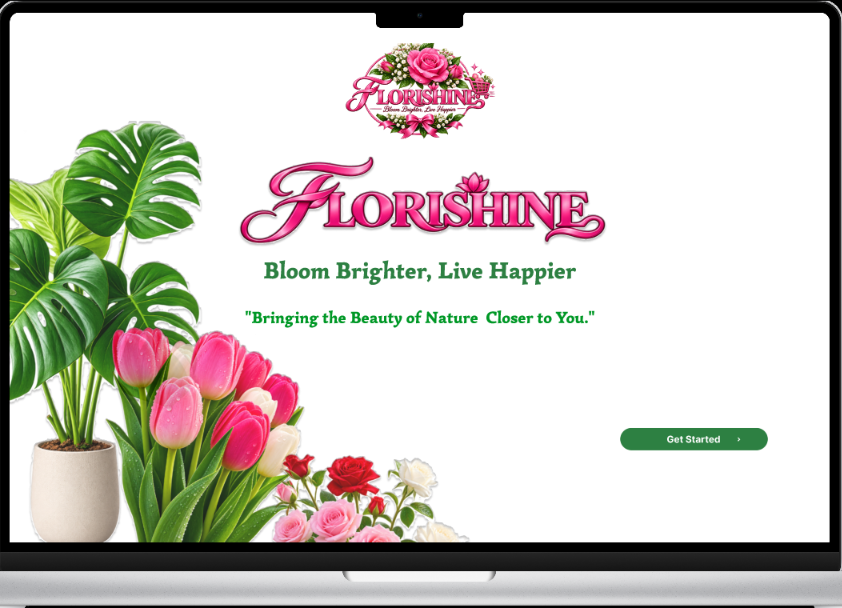 FLORISHINE
Bloom Brighter, Live Happier
FLORISHINE
Bloom Brighter, Live Happier
"Bringing the Beauty of Nature  Closer to You."
Get Started ›